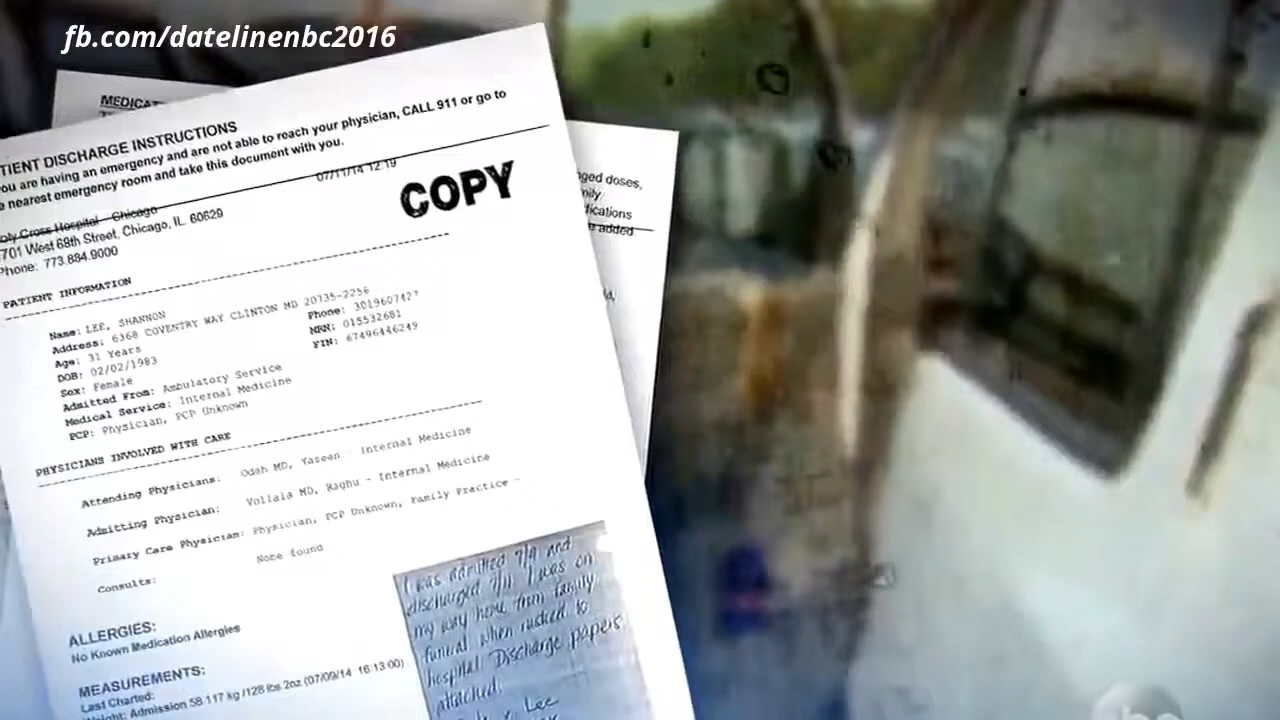 fb.com/datelinenbc2016
MEDICAT
TIENT DISCHARGE INSTRUCTIONS
ou are having an emergency and are not able to reach your physician, CALL 911 or go to
e nearest emergency room and take this document with you.
07/11/14 12:19
COPY
oly Cross Hospital - Chicago
701 West 68th Street, Chicago, IL 60629
Phone: 773.884.9000
PATIENT INFORMATION
Name: LEE, SHANNON
Address: 6368 COVENTRY WAY CLINTON MD 20735-2256
Age: 31 Years
Phone: 3019607427
DOB: 02/02/1983
MRN: 015532681
Sex: Female
FIN: 67496446249
Admitted From: Ambulatory Service
Medical Service: Internal Medicine
PCP: Physician, PCP Unknown
PHYSICIANS INVOLVED WITH CARE
Attending Physicians: Odeh MD, Yazeen - Internal Medicine
Admitting Physician: Vollala MD, Raghu - Internal Medicine
Primary Care Physician: Physician, PCP Unknown, Family Practice -
Consults: None found
ALLERGIES:
No Known Medication Allergies
MEASUREMENTS:
Last Charted:
Weight: Admission 58.117 kg /128 lbs 2oz (07/09/14 16:13:00)
I was admitted 7/9 and
discharged 7/11. I was on
my way home from family
funeral when rushed to
hospital. Discharge papers
attached.
Lee
nged doses,
mily
dications
e added
abc